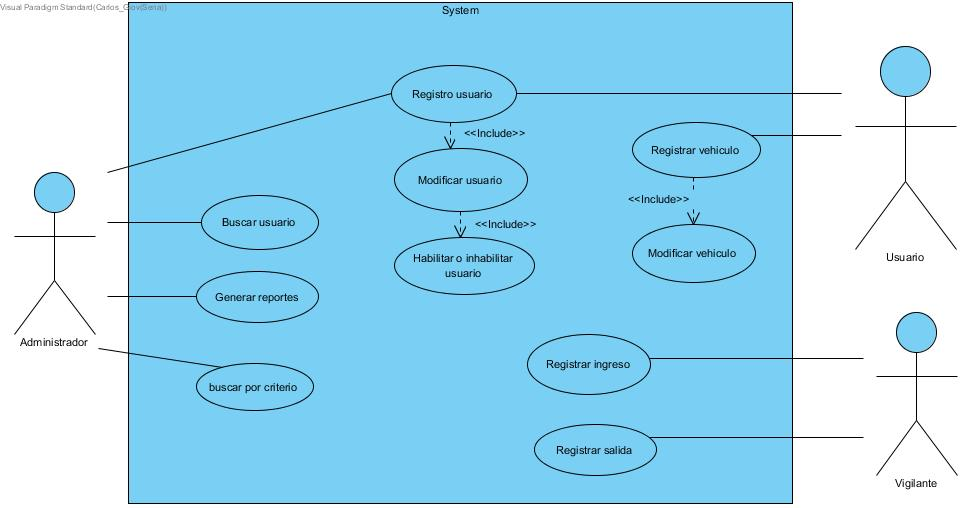 Visual Paradigm Standard(Carlos_Giov(Sena))
System
Registro usuario
<<Include>>
Registrar vehiculo
Modificar usuario
<<Include>>
Buscar usuario
<<Include>>
Habilitar o inhabilitar
usuario
Modificar vehiculo
Usuario
Generar reportes
Administrador
Registrar ingreso
buscar por criterio
Registrar salida
Vigilante